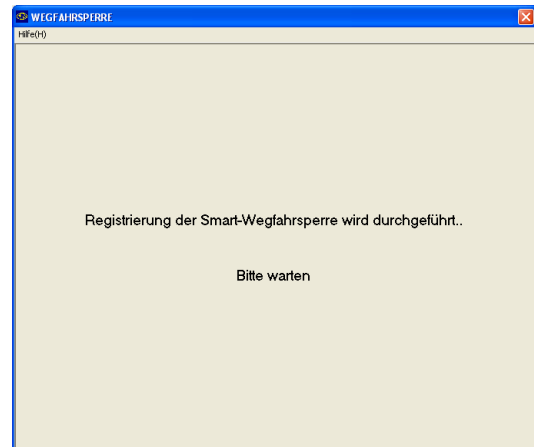 WEGFAHRSPERRE
Hilfe(H)
Registrierung der Smart-Wegfahrsperre wird durchgeführt..
Bitte warten